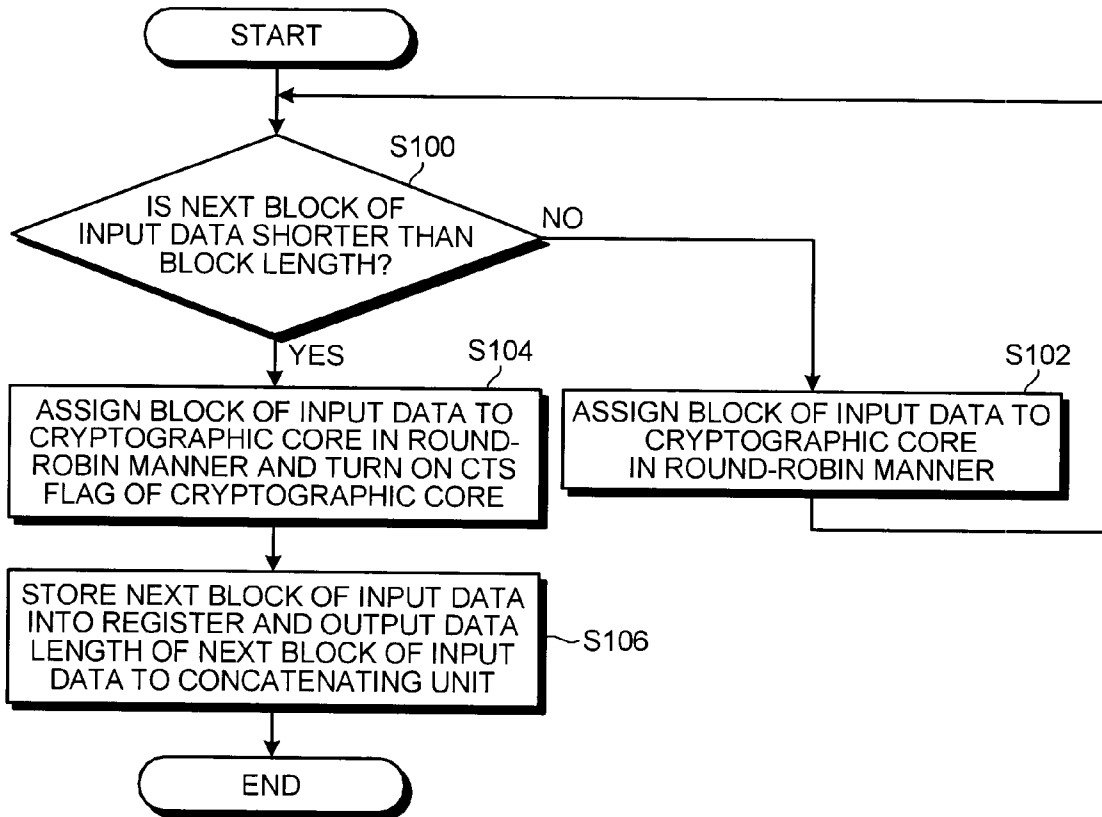 START
S100
IS NEXT BLOCK OF
INPUT DATA SHORTER THAN
BLOCK LENGTH?
NO
YES
S104
ASSIGN BLOCK OF INPUT DATA TO
CRYPTOGRAPHIC CORE IN ROUND-
ROBIN MANNER AND TURN ON CTS
FLAG OF CRYPTOGRAPHIC CORE
S102
ASSIGN BLOCK OF INPUT DATA TO
CRYPTOGRAPHIC CORE
IN ROUND-ROBIN MANNER
STORE NEXT BLOCK OF INPUT DATA
INTO REGISTER AND OUTPUT DATA
LENGTH OF NEXT BLOCK OF INPUT
DATA TO CONCATENATING UNIT
S106
END